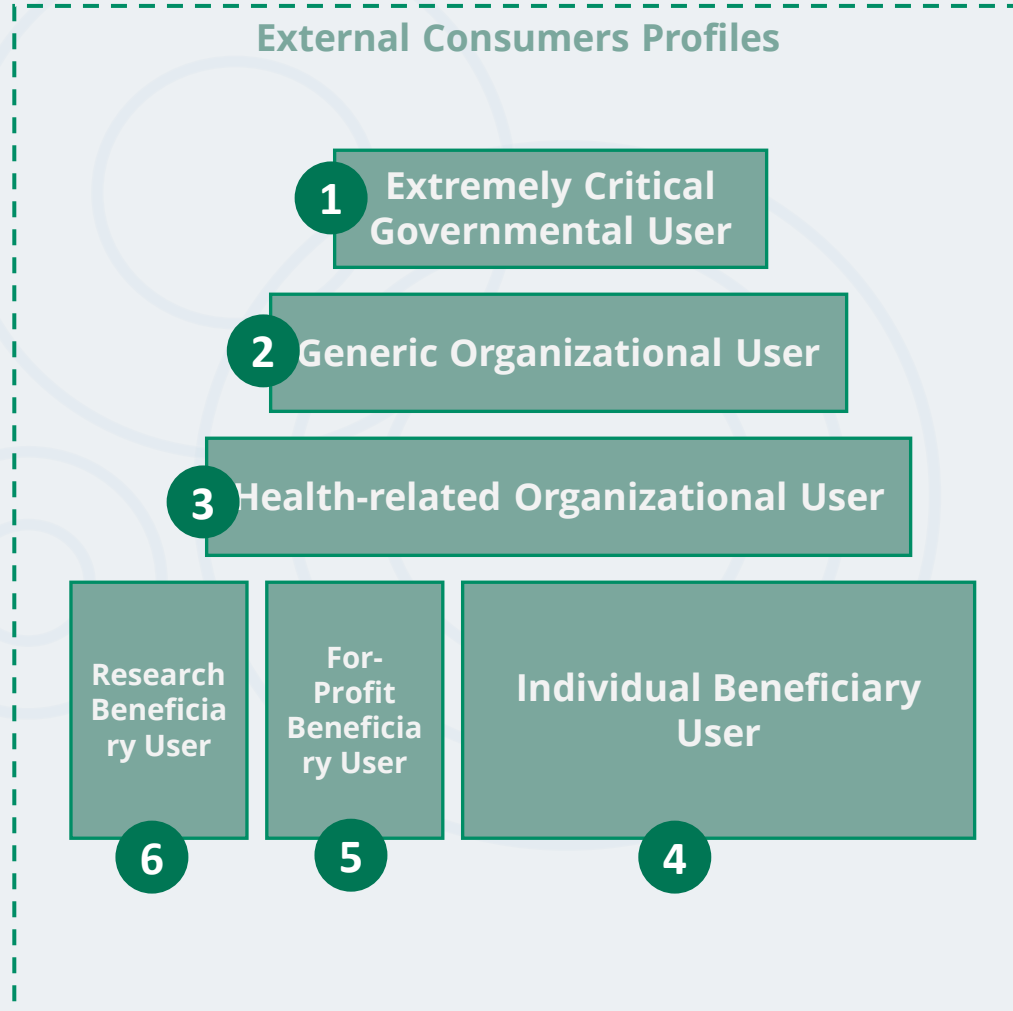 External Consumers Profiles
1
Extremely Critical
Governmental User
2
Generic Organizational User
3
Health-related Organizational User
Research
Beneficia
ry User
6
For-
Profit
Beneficia
ry User
5
Individual Beneficiary
User
4